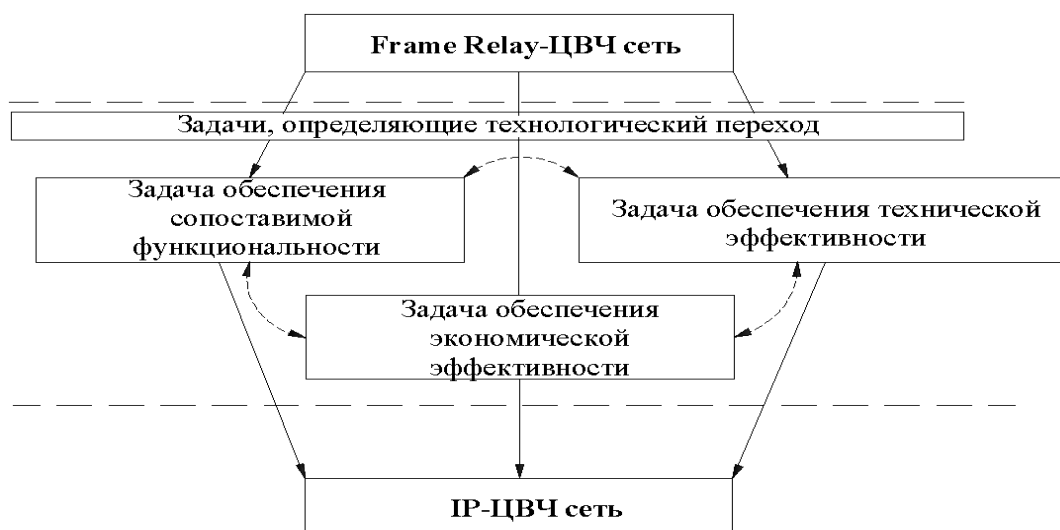 Frame Relay-ЦВЧ сеть
Задачи, определяющие технологический переход
Задача обеспечения
сопоставимой
функциональности
Задача обеспечения технической
эффективности
Задача обеспечения
экономической
эффективности
IP-ЦВЧ сеть